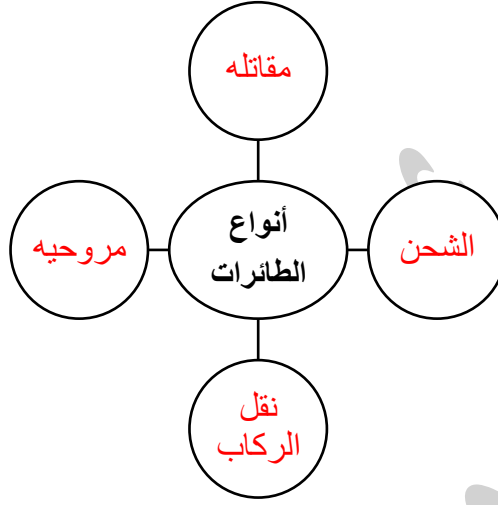 مقاتله
أنواع
الطائرات
الشحن
مروحيه
نقل
الركاب